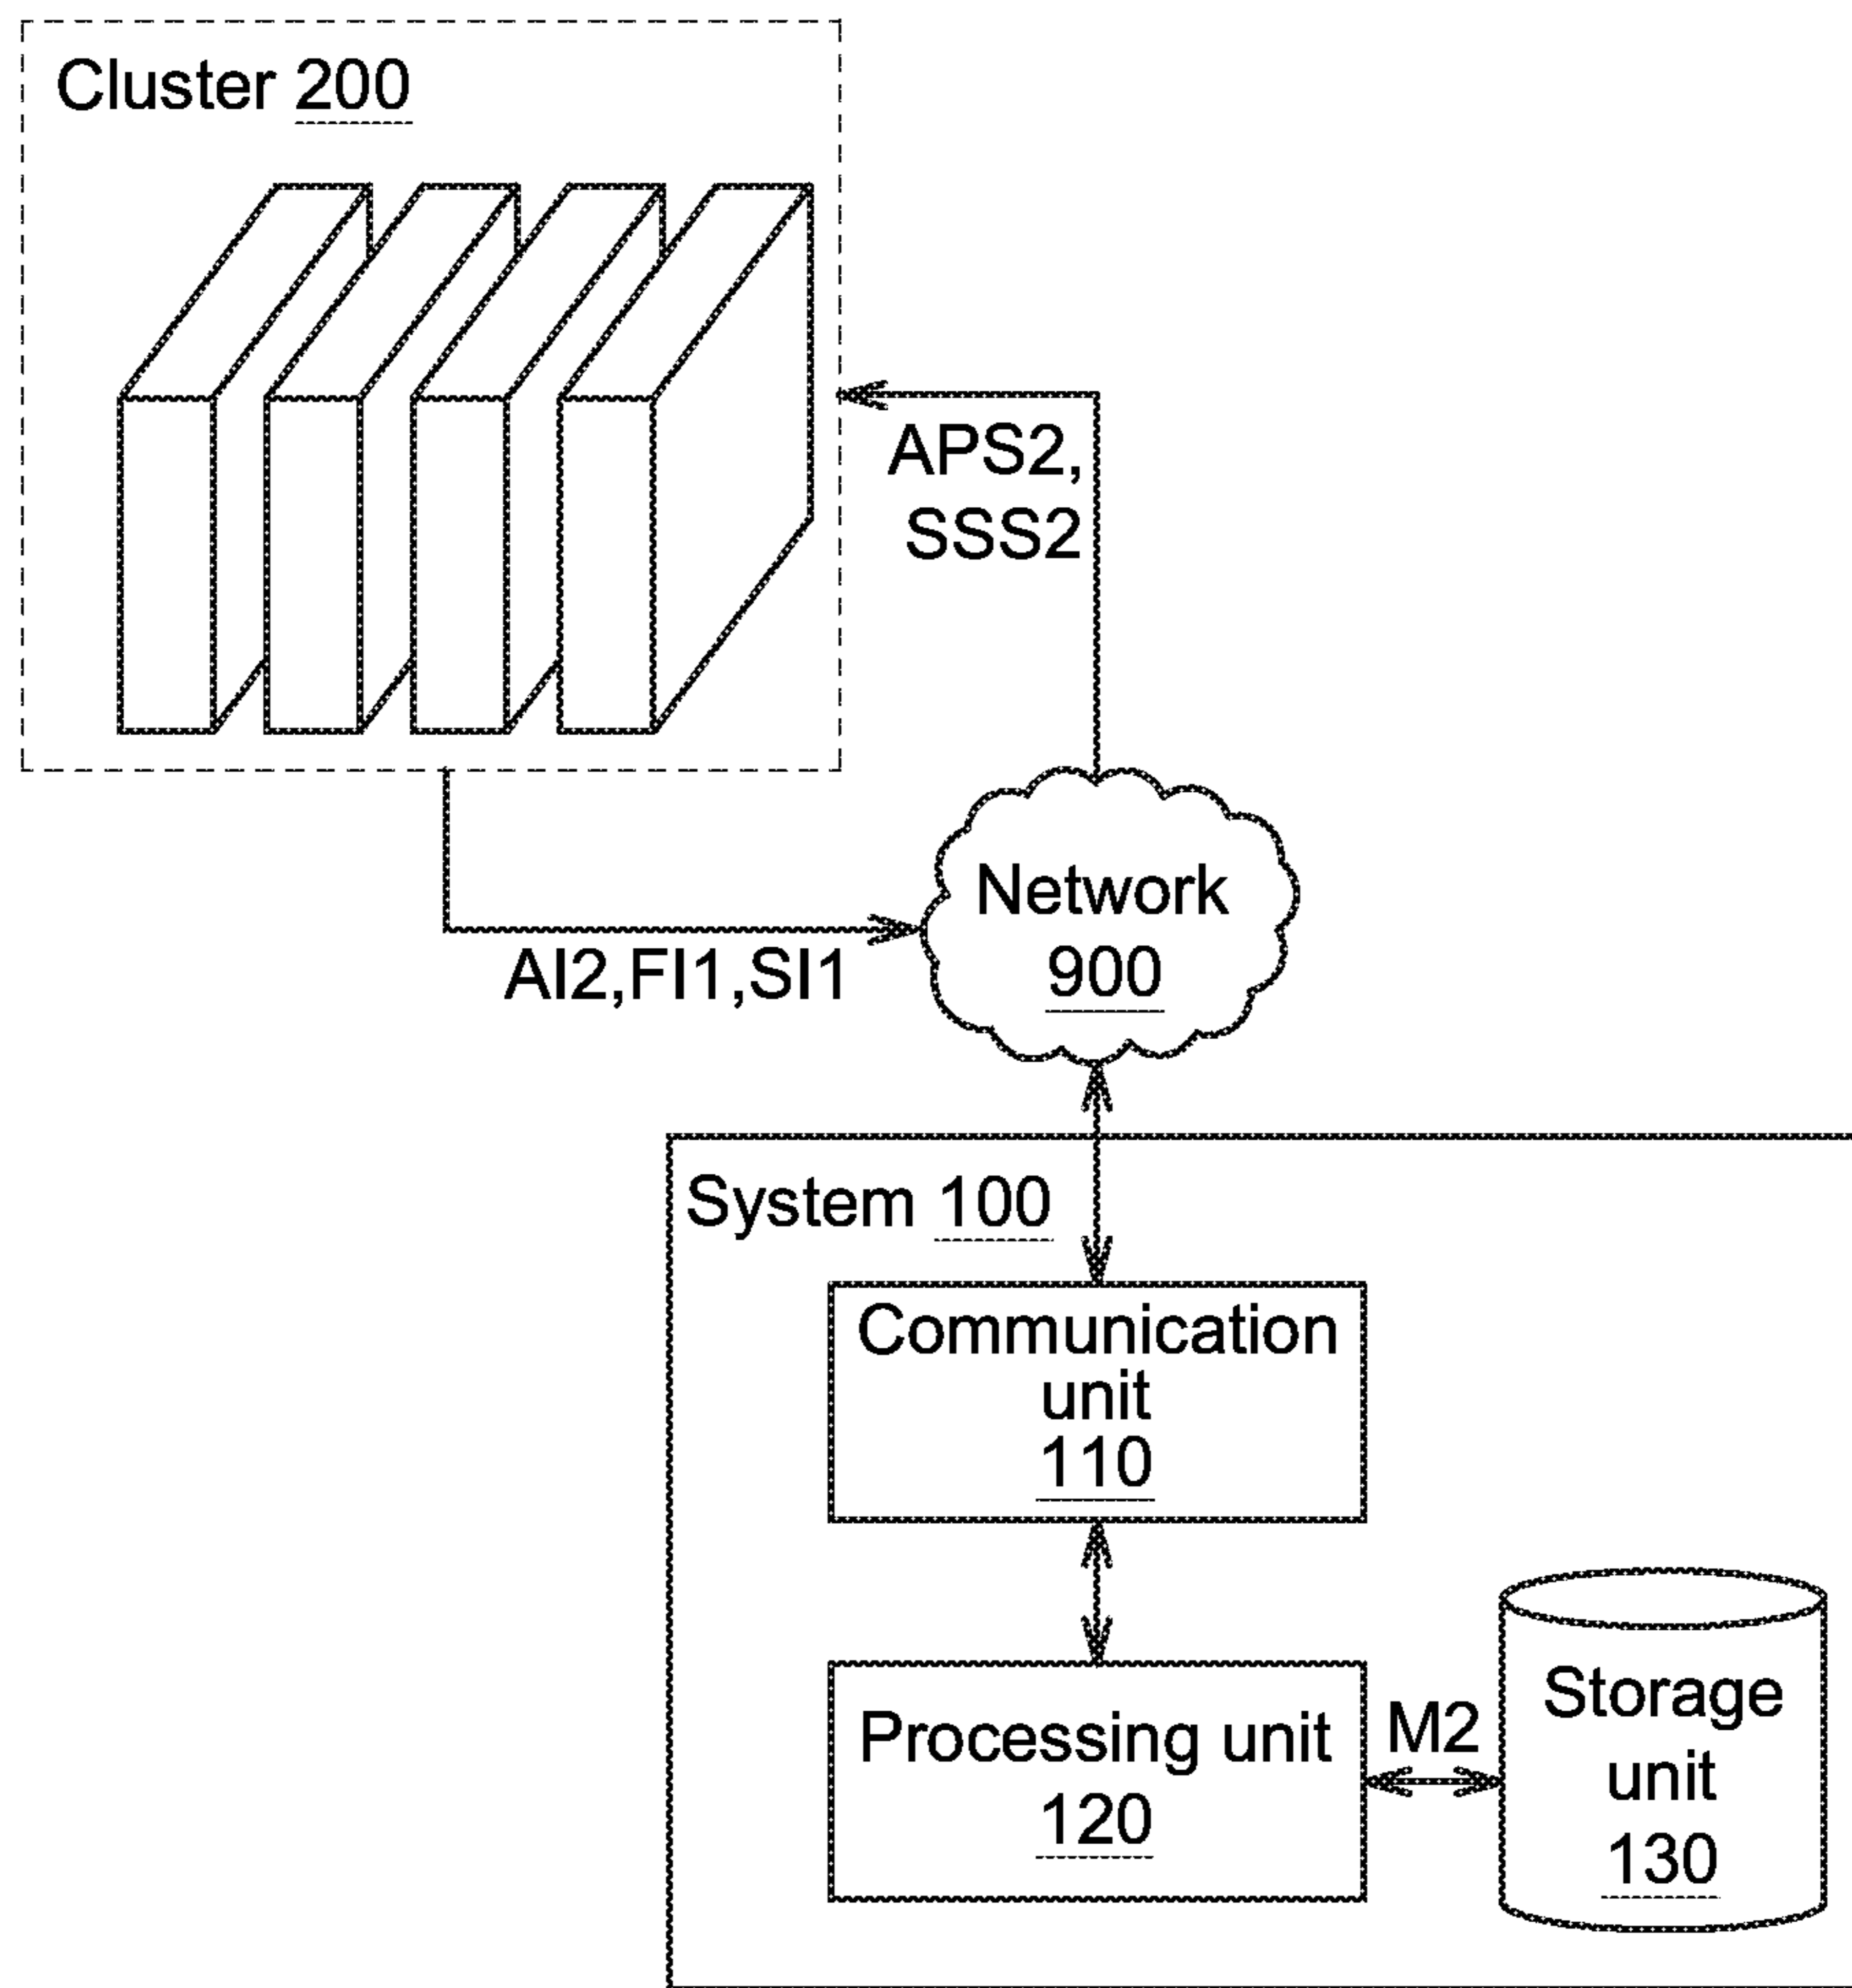 Cluster 200
APS2,
SSS2
Network
900
AI2,FI1,SI1
System 100
Communication
unit
110
Processing unit
120
M2
Storage
unit
130